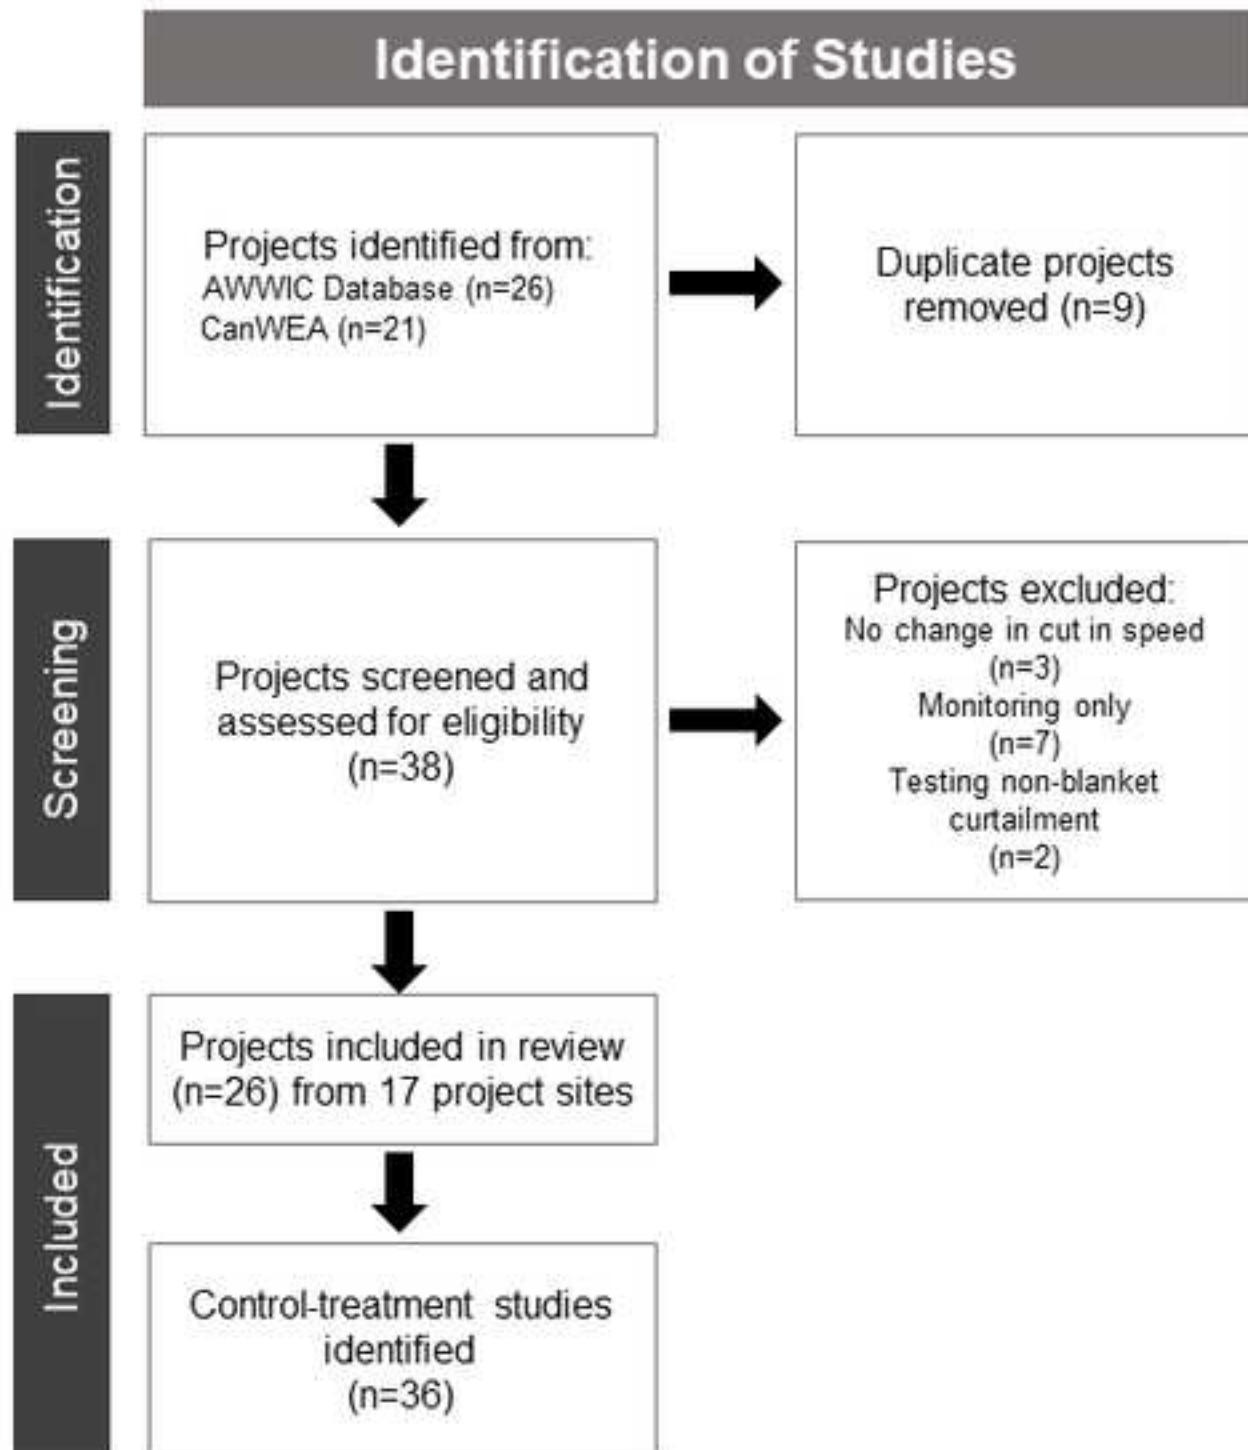 Identification of Studies
Identification
Projects identified from:
AWWIC Database (n=26)
CanWEA (n=21)
Duplicate projects
removed (n=9)
Screening
Projects screened and
assessed for eligibility
(n=38)
Projects excluded:
No change in cut in speed
(n=3)
Monitoring only
(n=7)
Testing non-blanket
curtailment
(n=2)
Included
Projects included in review
(n=26) from 17 project sites
Control-treatment studies
identified
(n=36)